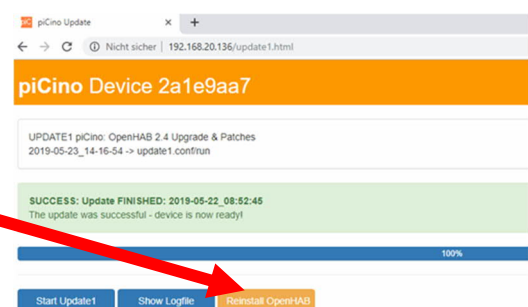 piCino Update
Nicht sicher | 192.168.20.136/update1.html
piCino Device 2a1e9aa7
UPDATE1 piCino: OpenHAB 2.4 Upgrade & Patches
2019-05-23_14-16-54 -> update1.conf/run
SUCCESS: Update FINISHED: 2019-05-22_08:52:45
The update was successful - device is now ready!
100%
Start Update1 Show Logfile Reinstall OpenHAB